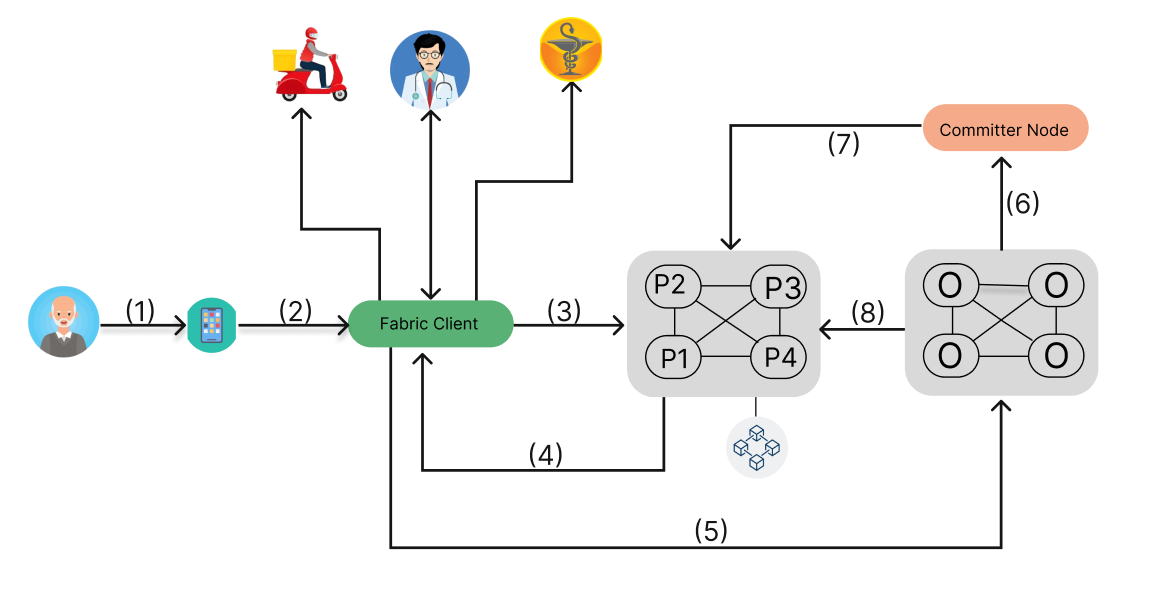 Committer Node
(7)
(6)
P2
P3
O
O
(1)
(2)
Fabric Client
(3)
(8)
P1
P4
O
O
(4)
(5)